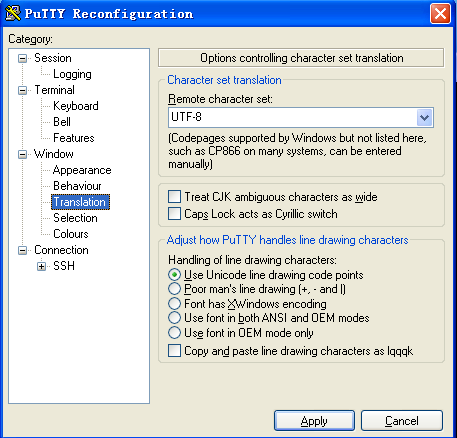 PuTTY Reconfiguration
Category:
Session
Logging
Terminal
Keyboard
Bell
Features
Window
Appearance
Behaviour
Translation
Selection
Colours
Connection
SSH
Options controlling character set translation
Character set translation
Remote character set:
UTF-8
(Codepages supported by Windows but not listed here,
such as CP866 on many systems, can be entered
manually)
Treat CJK ambiguous characters as wide
Caps Lock acts as Cyrillic switch
Adjust how PuTTY handles line drawing characters
Handling of line drawing characters:
Use Unicode line drawing code points
Poor man's line drawing (+, - and |)
Font has XWindows encoding
Use font in both ANSI and OEM modes
Use font in OEM mode only
Copy and paste line drawing characters as lqqqk
Apply
Cancel